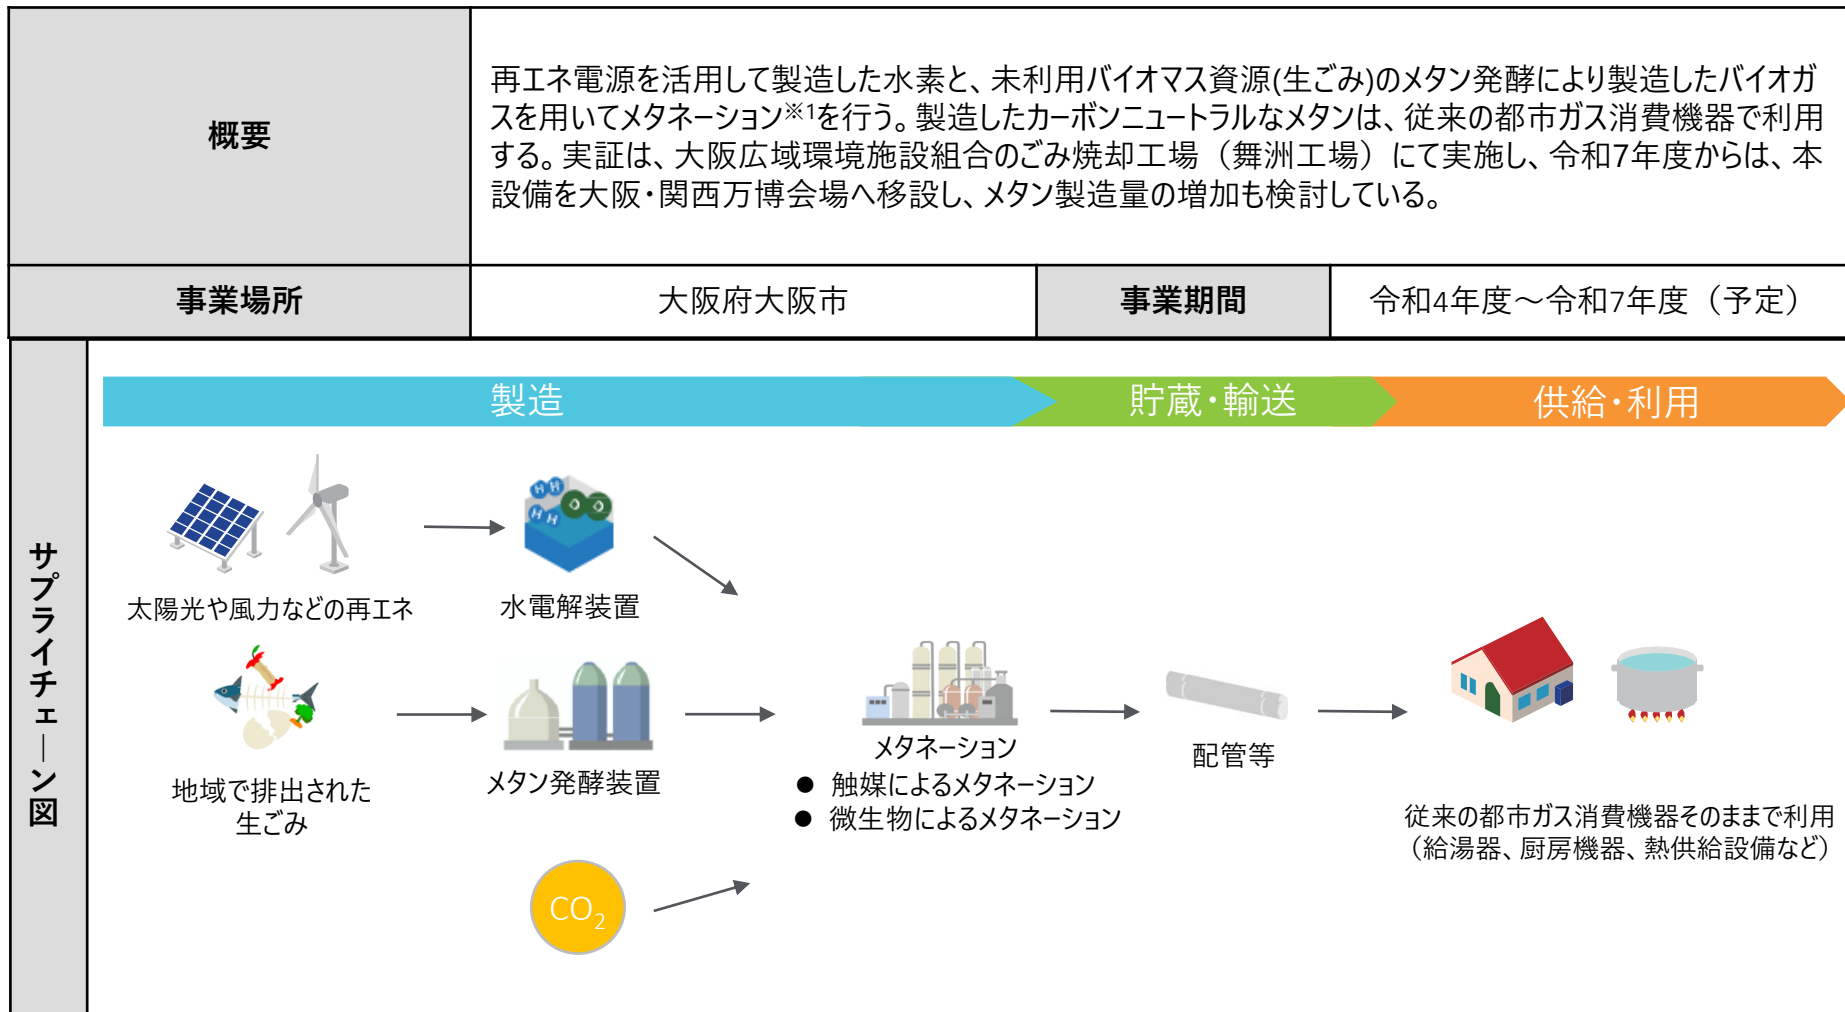 概要
再エネ電源を活用して製造した水素と、未利用バイオマス資源(生ごみ)のメタン発酵により製造したバイオガ
スを用いてメタネーション※1を行う。製造したカーボンニュートラルなメタンは、従来の都市ガス消費機器で利用
する。実証は、大阪広域環境施設組合のごみ焼却工場（舞洲工場）にて実施し、令和7年度からは、本
設備を大阪・関西万博会場へ移設し、メタン製造量の増加も検討している。
事業場所
大阪府大阪市
事業期間
令和4年度～令和7年度（予定）
サプライチェーン図
製造
貯蔵・輸送
供給・利用
H H
H H
O O
太陽光や風力などの再エネ
水電解装置
地域で排出された
生ごみ
メタン発酵装置
メタネーション
● 触媒によるメタネーション
● 微生物によるメタネーション
配管等
従来の都市ガス消費機器そのままで利用
（給湯器、厨房機器、熱供給設備など）
CO2